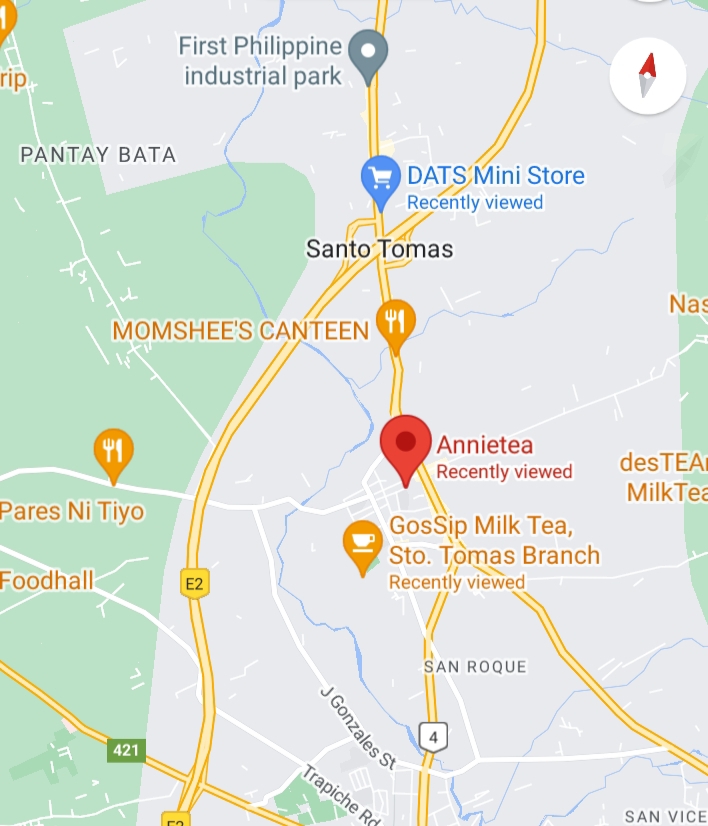 First Philippine
industrial park
rip
PANTAY BATA
DATS Mini Store
Recently viewed
Santo Tomas
Nas
MOMSHEE'S CANTEEN
Annietea
Recently viewed
desTEAr
MilkTea
Pares Ni Tiyo
GosSip Milk Tea,
Sto. Tomas Branch
Recently viewed
Foodhall
E2
SAN ROQUE
J Gonzales St
4
421
Trapiche Rd
E2
SAN VICE